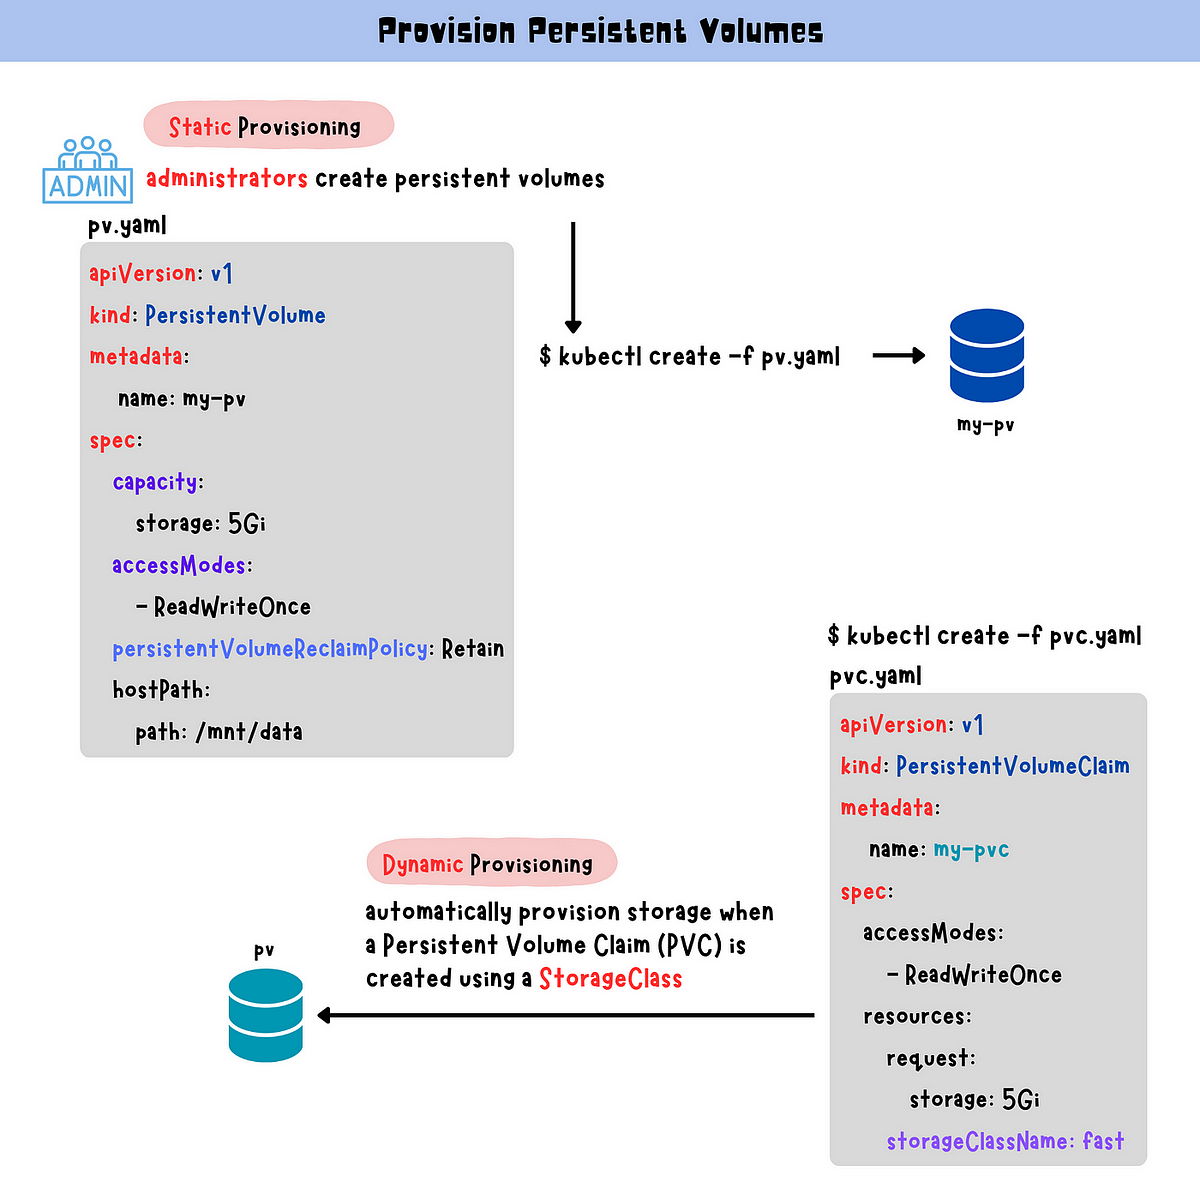 Provision Persistent Volumes
Static Provisioning
ADMIN
administrators create persistent volumes
pv.yaml
apiVersion: v1
kind: PersistentVolume
metadata:
name: my-pv
spec:
capacity:
storage: 5Gi
accessModes:
- ReadWriteOnce
persistentVolumeReclaimPolicy: Retain
hostPath:
path: /mnt/data
$ kubectl create -f pv.yaml
my-pv
$ kubectl create -f pvc.yaml
pvc.yaml
apiVersion: v1
kind: PersistentVolumeClaim
metadata:
name: my-pvc
spec:
accessModes:
- ReadWriteOnce
resources:
request:
storage: 5Gi
storageClassName: fast
Dynamic Provisioning
automatically provision storage when
a Persistent Volume Claim (PVC) is
created using a StorageClass
pv